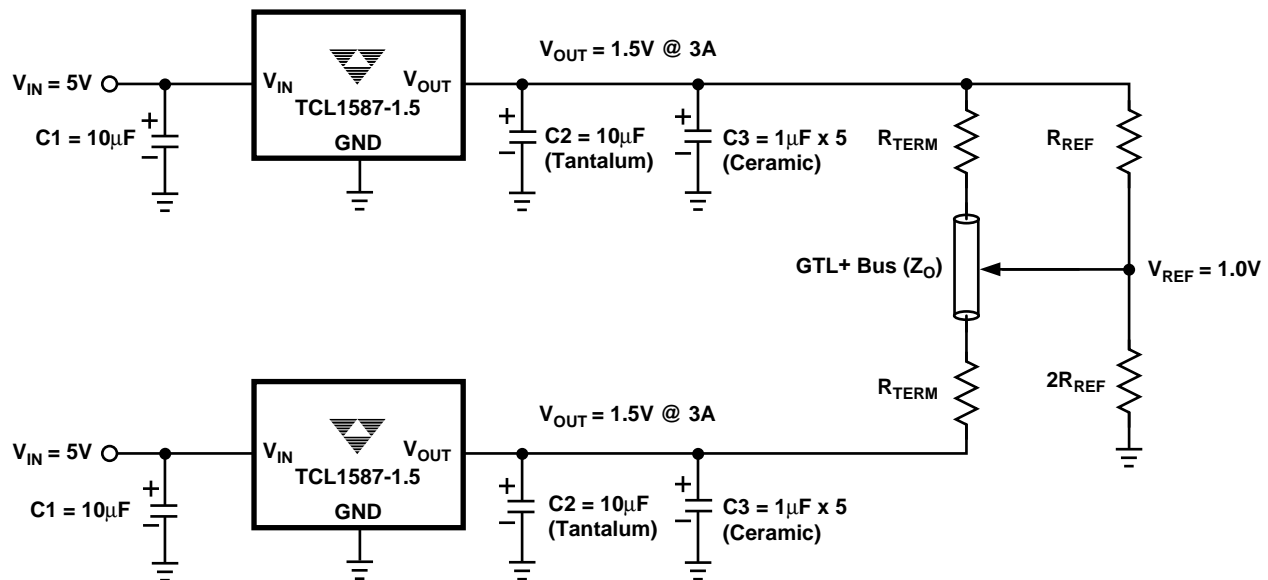 V_OUT = 1.5V @ 3A
V_IN = 5V
V_IN
V_OUT
TCL1587-1.5
GND
C1 = 10µF
+
–
+
–
C2 = 10µF
(Tantalum)
+
–
C3 = 1µF x 5
(Ceramic)
R_TERM
R_REF
GTL+ Bus (Z_O)
V_REF = 1.0V
R_TERM
2R_REF
V_OUT = 1.5V @ 3A
V_IN = 5V
V_IN
V_OUT
TCL1587-1.5
GND
C1 = 10µF
+
–
+
–
C2 = 10µF
(Tantalum)
+
–
C3 = 1µF x 5
(Ceramic)